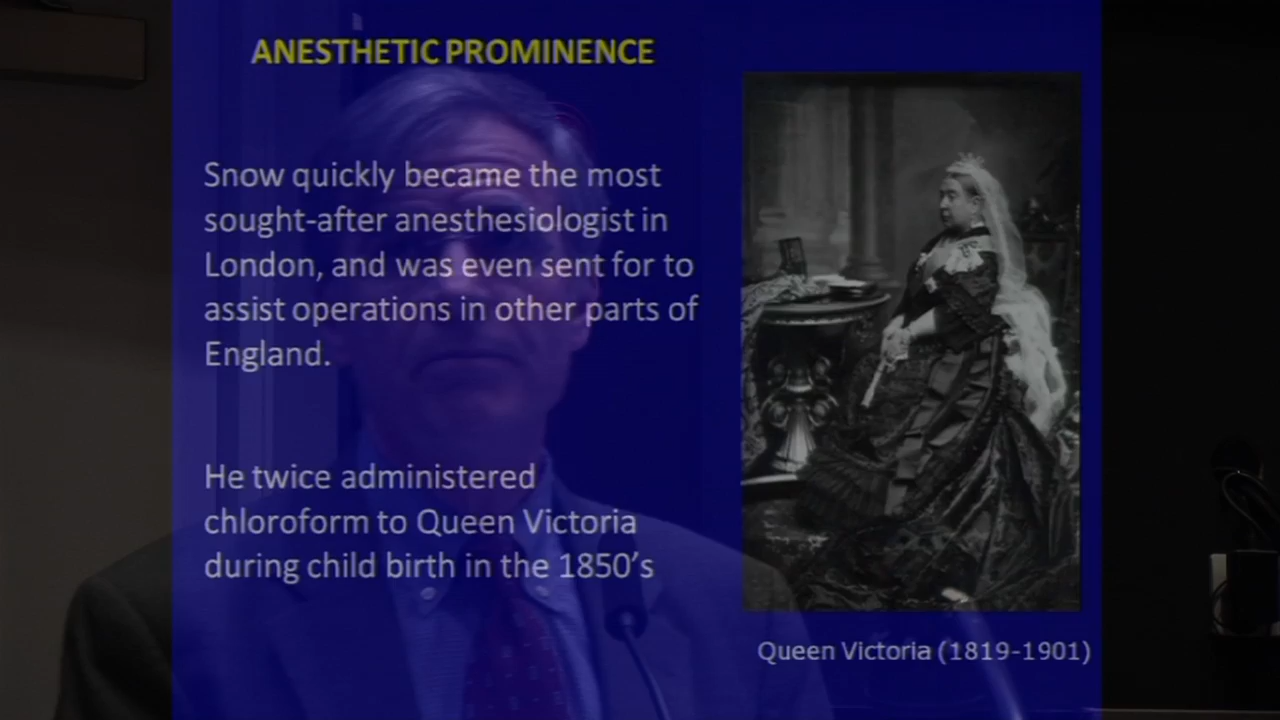 ANESTHETIC PROMINENCE
Snow quickly became the most
sought-after anesthesiologist in
London, and was even sent for to
assist operations in other parts of
England.
He twice administered
chloroform to Queen Victoria
during child birth in the 1850’s
Queen Victoria (1819-1901)